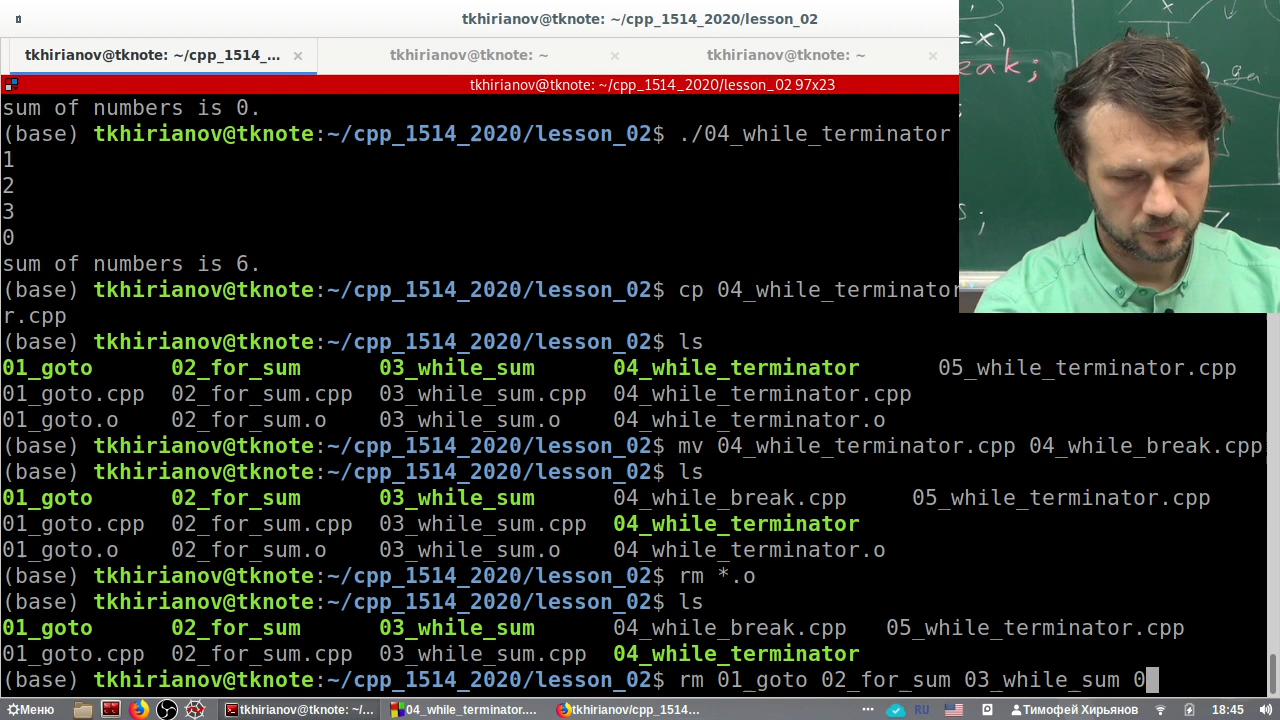 tkhirianov@tknote: ~/cpp_1514_2020/lesson_02
tkhirianov@tknote: ~/cpp_1514_... × tkhirianov@tknote: ~ × tkhirianov@tknote: ~ ×
tkhirianov@tknote: ~/cpp_1514_2020/lesson_02 97x23
sum of numbers is 0.
(base) tkhirianov@tknote:~/cpp_1514_2020/lesson_02$ ./04_while_terminator
1
2
3
0
sum of numbers is 6.
(base) tkhirianov@tknote:~/cpp_1514_2020/lesson_02$ cp 04_while_terminator
r.cpp
(base) tkhirianov@tknote:~/cpp_1514_2020/lesson_02$ ls
01_goto 02_for_sum 03_while_sum 04_while_terminator 05_while_terminator.cpp
01_goto.cpp 02_for_sum.cpp 03_while_sum.cpp 04_while_terminator.cpp
01_goto.o 02_for_sum.o 03_while_sum.o 04_while_terminator.o
(base) tkhirianov@tknote:~/cpp_1514_2020/lesson_02$ mv 04_while_terminator.cpp 04_while_break.cpp
(base) tkhirianov@tknote:~/cpp_1514_2020/lesson_02$ ls
01_goto 02_for_sum 03_while_sum 04_while_break.cpp 05_while_terminator.cpp
01_goto.cpp 02_for_sum.cpp 03_while_sum.cpp 04_while_terminator
01_goto.o 02_for_sum.o 03_while_sum.o 04_while_terminator.o
(base) tkhirianov@tknote:~/cpp_1514_2020/lesson_02$ rm *.o
(base) tkhirianov@tknote:~/cpp_1514_2020/lesson_02$ ls
01_goto 02_for_sum 03_while_sum 04_while_break.cpp 05_while_terminator.cpp
01_goto.cpp 02_for_sum.cpp 03_while_sum.cpp 04_while_terminator
(base) tkhirianov@tknote:~/cpp_1514_2020/lesson_02$ rm 01_goto 02_for_sum 03_while_sum 0
Меню tkhirianov@tknote: ~/... 04_while_terminator.... tkhirianov/cpp_1514... RU Тимофей Хирьянов 18:45
=x)
eak;